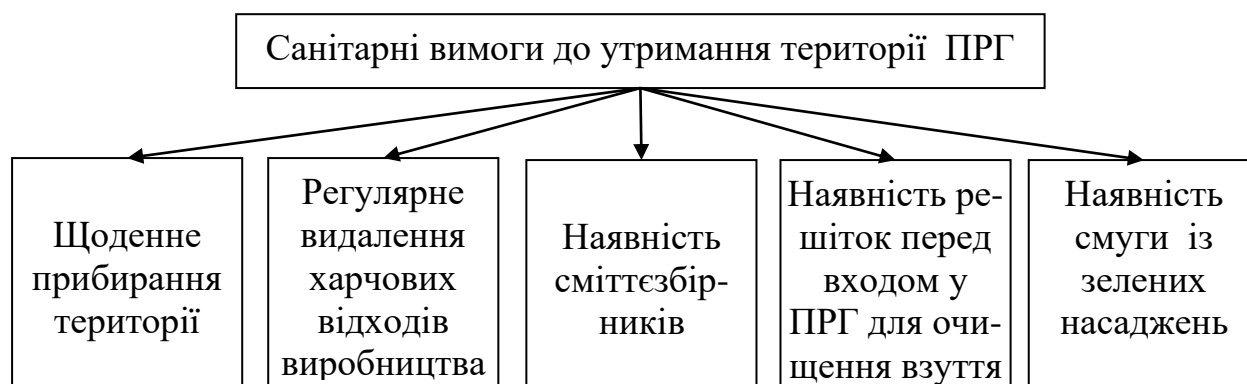 Санітарні вимоги до утримання території ПРГ
Щоденне
прибирання
території
Регулярне
видалення
харчових
відходів
виробництва
Наявність
сміттєзбір-
ників
Наявність ре-
шіток перед
входом у
ПРГ для очи-
щення взуття
Наявність
смуги із
зелених
насаджень